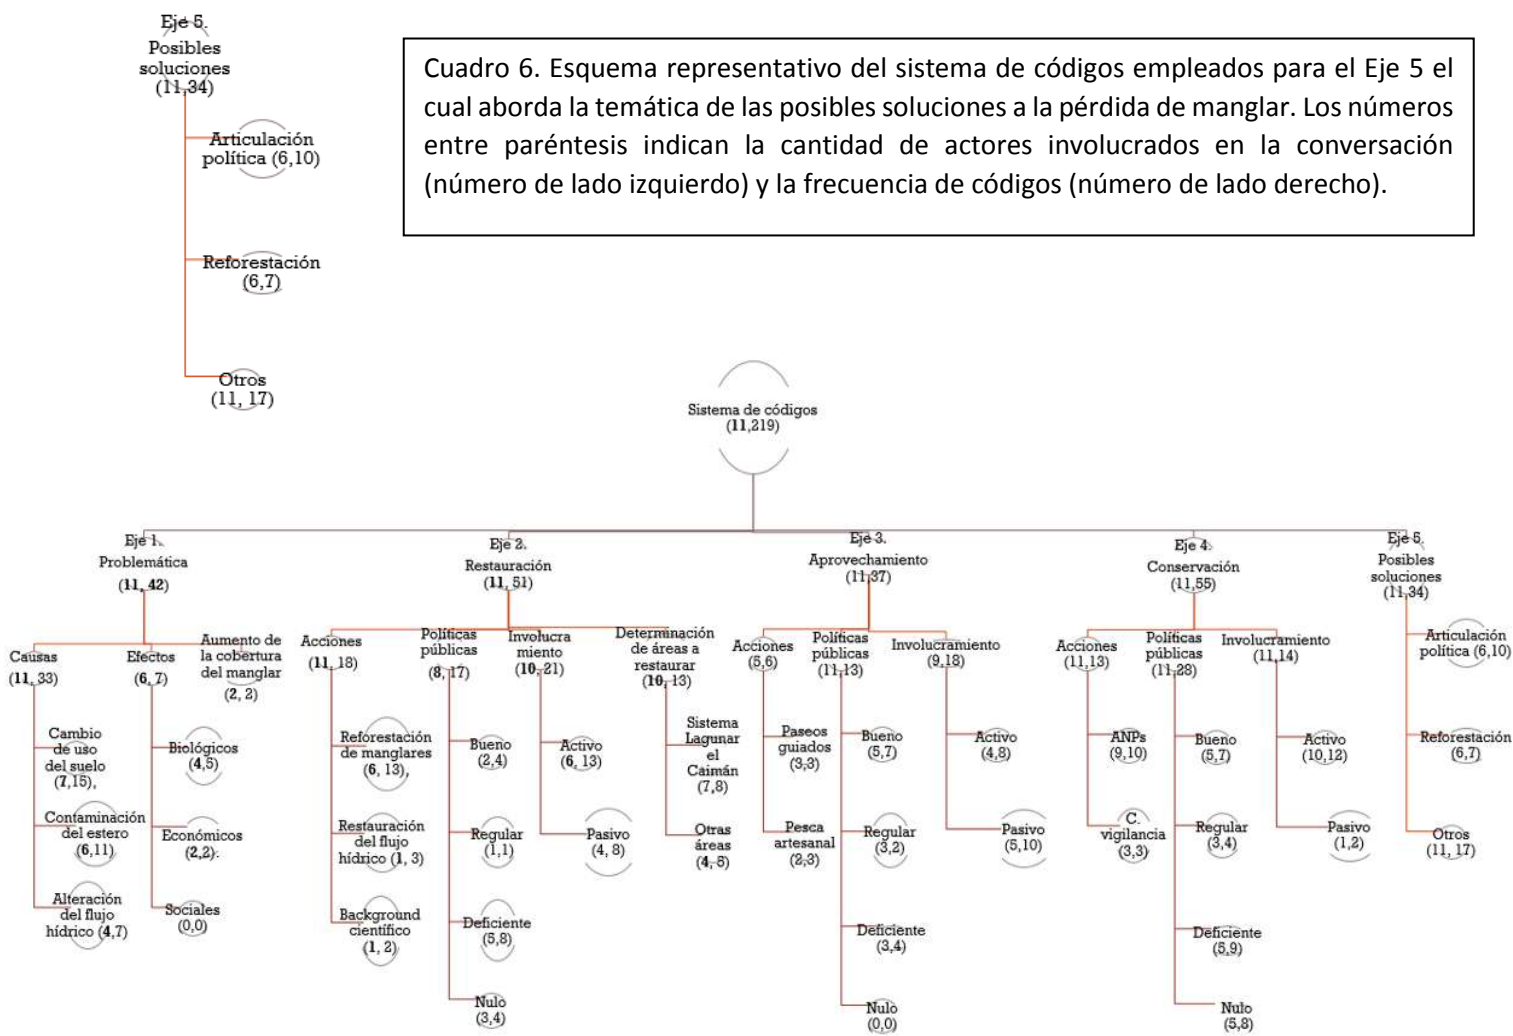 Eje 5.
Posibles
soluciones
(11,34)
Articulación
política (6,10)
Reforestación
(6,7)
Otros
(11, 17)
Cuadro 6. Esquema representativo del sistema de códigos empleados para el Eje 5 el
cual aborda la temática de las posibles soluciones a la pérdida de manglar. Los números
entre paréntesis indican la cantidad de actores involucrados en la conversación
(número de lado izquierdo) y la frecuencia de códigos (número de lado derecho).
Sistema de códigos
(11,219)
Eje 1.
Problemática
(11, 42)
Causas
(11, 33)
Cambio
de uso
del suelo
(7,15),
Contaminación
del estero
(6,11)
Alteración
del flujo
hídrico (4,7)
Efectos
(6, 7)
Biológicos
(4,5)
Económicos
(2,2).
Sociales
(0,0)
Aumento de
la cobertura
del manglar
(2, 2)
Eje 2.
Restauración
(11, 51)
Acciones
(11, 18)
Reforestación
de manglares
(6, 13),
Restauración
del flujo
hídrico (1, 3)
Background
científico
(1, 2)
Políticas
públicas
(8, 17)
Bueno
(2,4)
Regular
(1,1)
Deficiente
(5,8)
Nulo
(3,4)
Involucra
miento
(10, 21)
Activo
(6, 13)
Pasivo
(4, 8)
Determinación
de áreas a
restaurar
(10, 13)
Sistema
Lagunar
el
Caimán
(7,8)
Otras
áreas
(4, 5)
Eje 3.
Aprovechamiento
(11,37)
Acciones
(5,6)
Paseos
guiados
(3,3)
Pesca
artesanal
(2,3)
Políticas
públicas
(11,13)
Bueno
(5,7)
Regular
(3,2)
Deficiente
(3,4)
Nulo
(0,0)
Involucramiento
(9,18)
Activo
(4,8)
Pasivo
(5,10)
Eje 4.
Conservación
(11,55)
Acciones
(11,13)
ANPs
(9,10)
C.
vigilancia
(3,3)
Políticas
públicas
(11,28)
Bueno
(5,7)
Regular
(3,4)
Deficiente
(5,9)
Nulo
(5,8)
Involucramiento
(11,14)
Activo
(10,12)
Pasivo
(1,2)
Eje 5.
Posibles
soluciones
(11,34)
Articulación
política (6,10)
Reforestación
(6,7)
Otros
(11, 17)